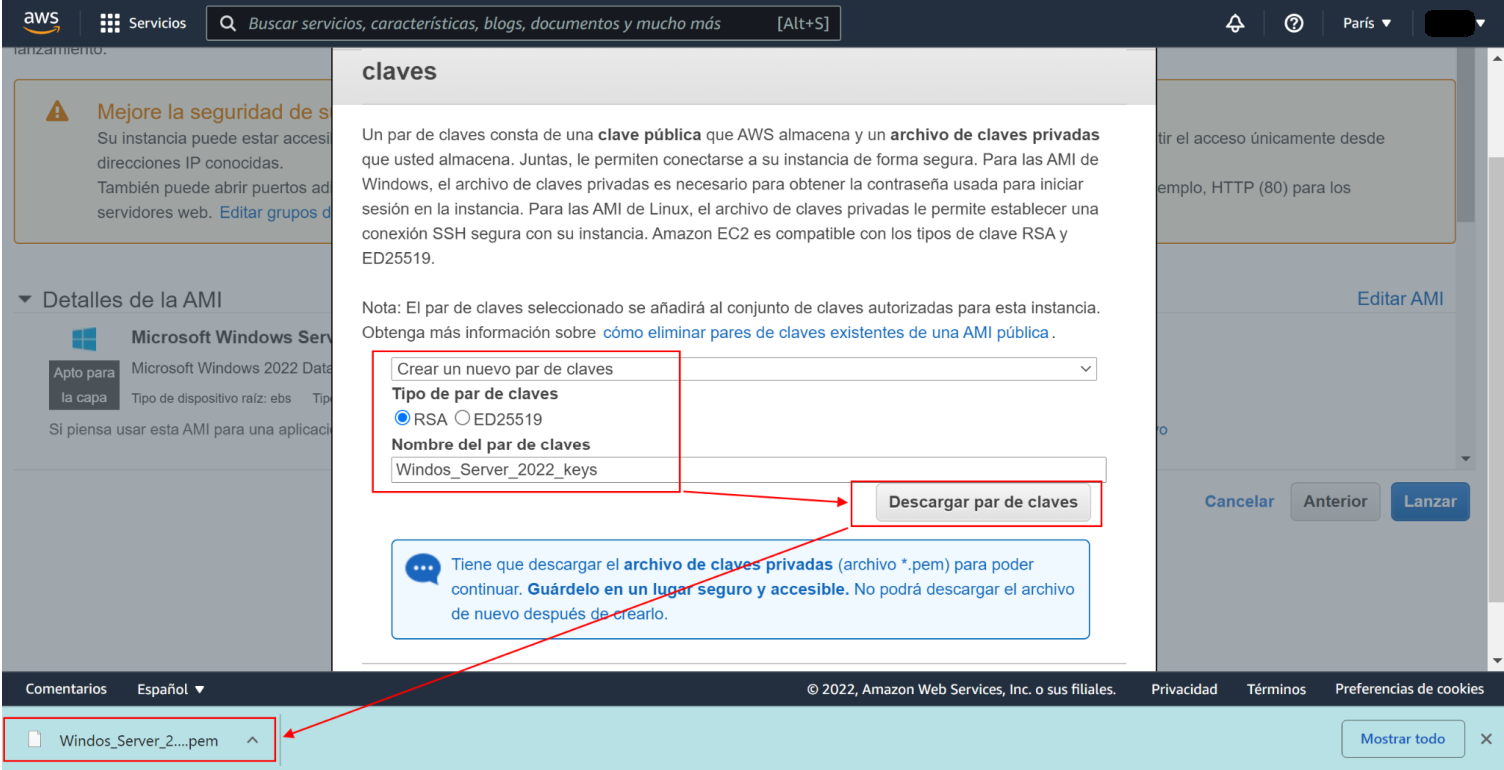 aws
Servicios
Buscar servicios, características, blogs, documentos y mucho más [Alt+S]
París
lanzamiento.
Mejore la seguridad de s
Su instancia puede estar accesi
direcciones IP conocidas.
También puede abrir puertos ad
servidores web. Editar grupos d
tir el acceso únicamente desde
emplo, HTTP (80) para los
claves
Un par de claves consta de una clave pública que AWS almacena y un archivo de claves privadas
que usted almacena. Juntas, le permiten conectarse a su instancia de forma segura. Para las AMI de
Windows, el archivo de claves privadas es necesario para obtener la contraseña usada para iniciar
sesión en la instancia. Para las AMI de Linux, el archivo de claves privadas le permite establecer una
conexión SSH segura con su instancia. Amazon EC2 es compatible con los tipos de clave RSA y
ED25519.
Nota: El par de claves seleccionado se añadirá al conjunto de claves autorizadas para esta instancia.
Obtenga más información sobre cómo eliminar pares de claves existentes de una AMI pública .
Crear un nuevo par de claves
Tipo de par de claves
RSA ED25519
Nombre del par de claves
Windos_Server_2022_keys
Descargar par de claves
Tiene que descargar el archivo de claves privadas (archivo *.pem) para poder
continuar. Guárdelo en un lugar seguro y accesible. No podrá descargar el archivo
de nuevo después de crearlo.
Detalles de la AMI
Editar AMI
Microsoft Windows Serv
Apto para
la capa
Microsoft Windows 2022 Data
Tipo de dispositivo raíz: ebs Tip
Si piensa usar esta AMI para una aplicaci
vo
Cancelar
Anterior
Lanzar
Comentarios
Español
© 2022, Amazon Web Services, Inc. o sus filiales.
Privacidad
Términos
Preferencias de cookies
Windos_Server_2....pem
Mostrar todo